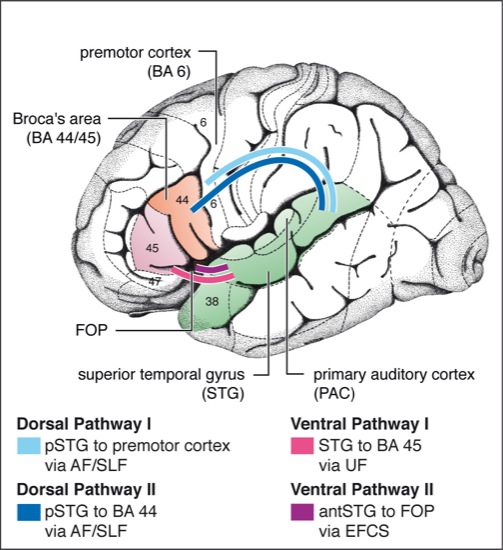 premotor cortex
(BA 6)
Broca's area
(BA 44/45)
6
44
6
45
47
38
FOP
superior temporal gyrus
(STG)
primary auditory cortex
(PAC)
Dorsal Pathway I
pSTG to premotor cortex
via AF/SLF
Dorsal Pathway II
pSTG to BA 44
via AF/SLF
Ventral Pathway I
STG to BA 45
via UF
Ventral Pathway II
antSTG to FOP
via EFCS